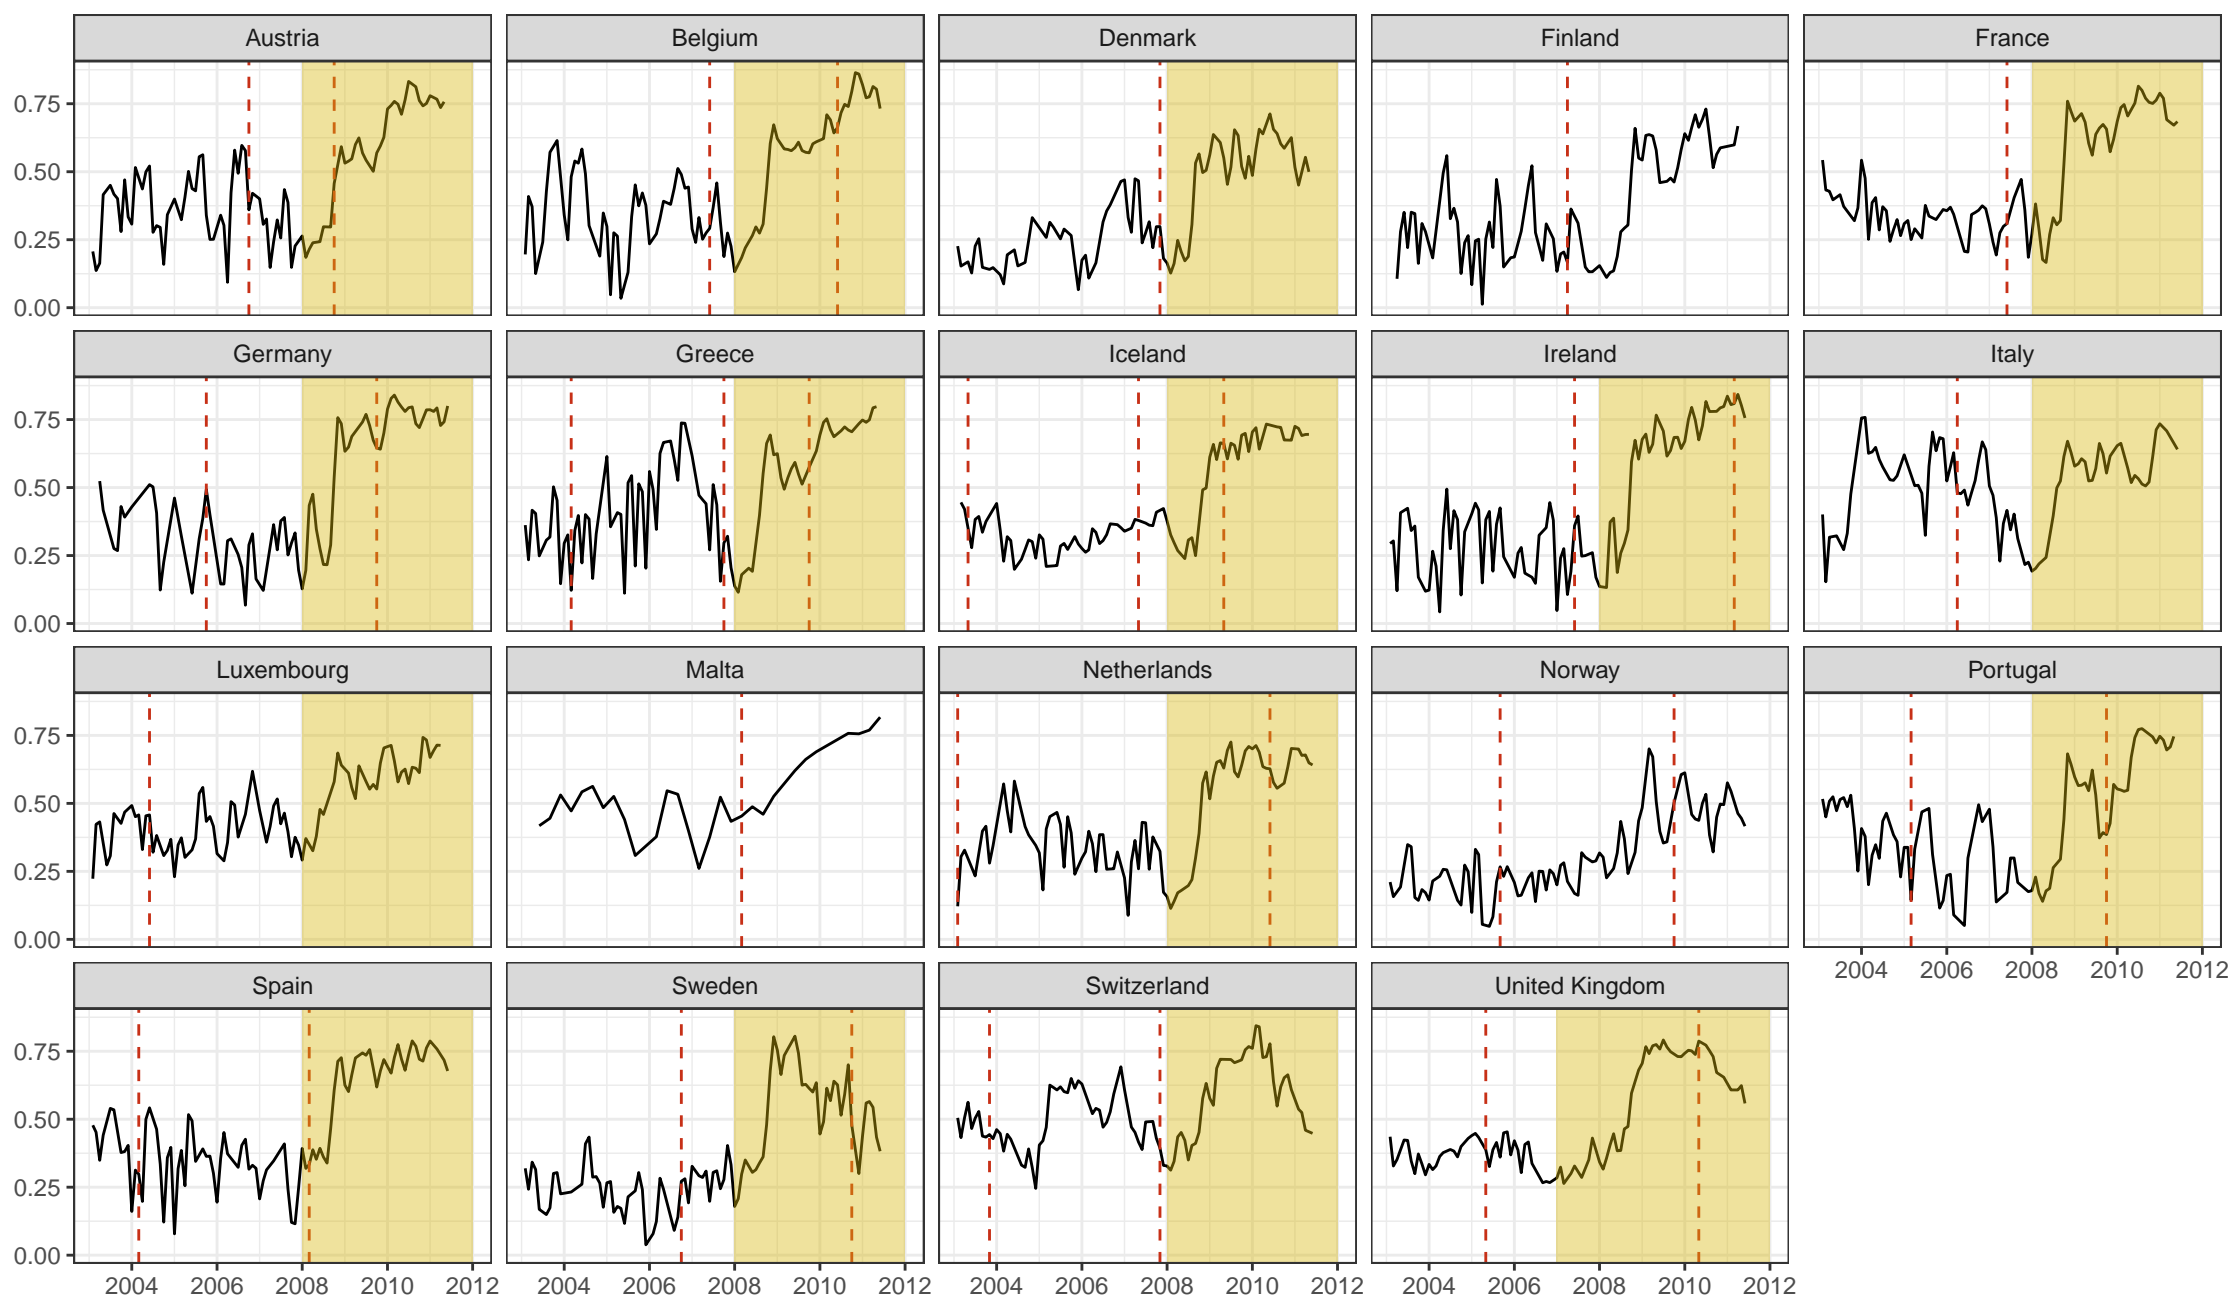 Austria Belgium Denmark Finland France
0.75
0.50
0.25
0.00
Germany Greece Iceland Ireland Italy
0.75
0.50
0.25
0.00
Luxembourg Malta Netherlands Norway Portugal
0.75
0.50
0.25
0.00
2004 2006 2008 2010 2012
Spain Sweden Switzerland United Kingdom
0.75
0.50
0.25
0.00
2004 2006 2008 2010 2012 2004 2006 2008 2010 2012 2004 2006 2008 2010 2012 2004 2006 2008 2010 2012